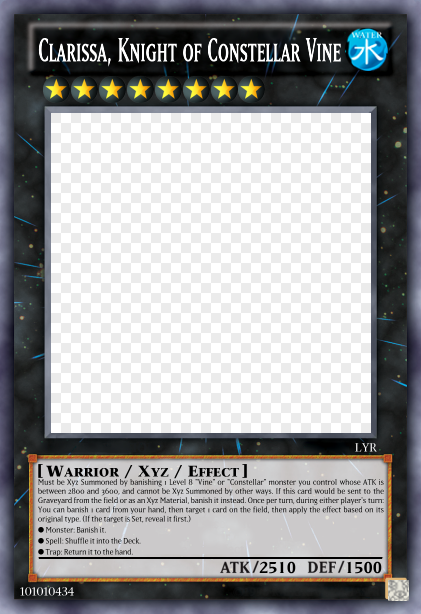 Clarissa, Knight of Constellar Vine
WATER
水
LYR
[ Warrior / Xyz / Effect ]
Must be Xyz Summoned by banishing 1 Level 8 "Vine" or "Constellar" monster you control whose ATK is
between 2800 and 3600, and cannot be Xyz Summoned by other ways. If this card would be sent to the
Graveyard from the field or as an Xyz Material, banish it instead. Once per turn, during either player's turn:
You can banish 1 card from your hand, then target 1 card on the field, then apply the effect based on its
original type. (If the target is Set, reveal it first.)
● Monster: Banish it.
● Spell: Shuffle it into the Deck.
● Trap: Return it to the hand.
ATK/2510 DEF/1500
101010434